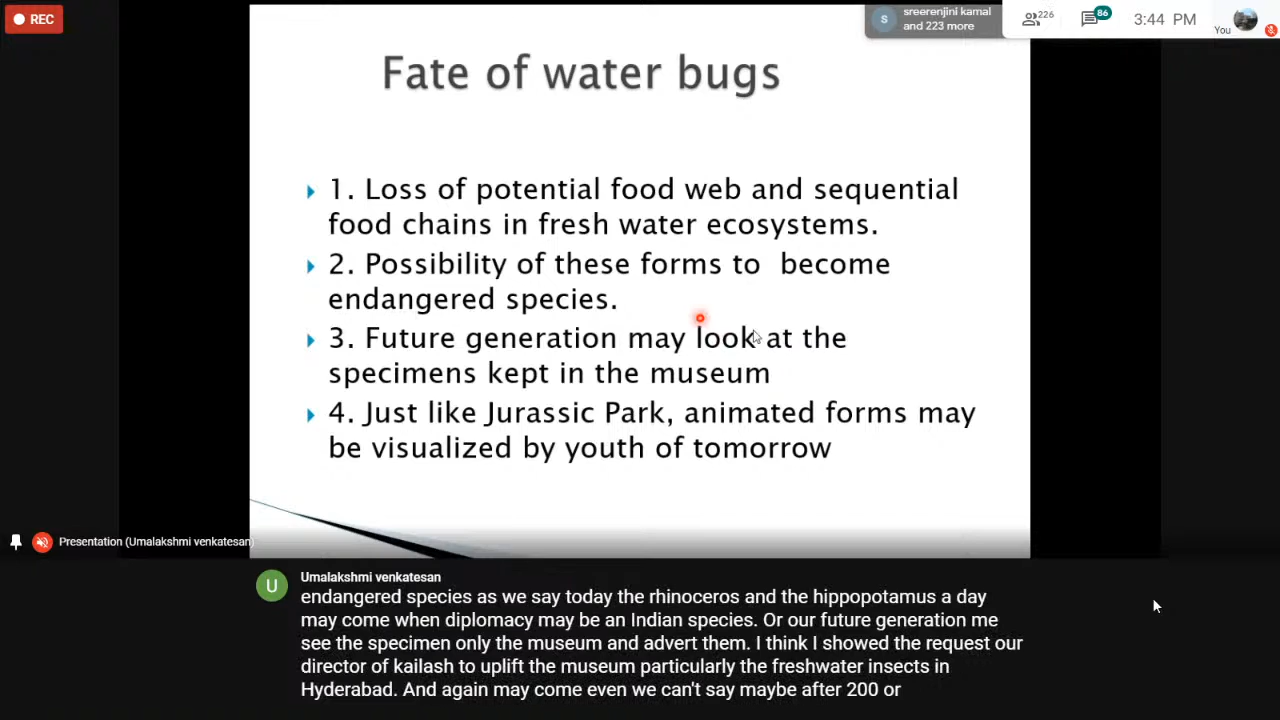 REC
sreerenjini kamal
and 223 more
S
226
86
3:44 PM
You
Fate of water bugs
1. Loss of potential food web and sequential
food chains in fresh water ecosystems.
2. Possibility of these forms to become
endangered species.
3. Future generation may look at the
specimens kept in the museum
4. Just like Jurassic Park, animated forms may
be visualized by youth of tomorrow
Presentation (Umalakshmi venkatesan)
U
Umalakshmi venkatesan
endangered species as we say today the rhinoceros and the hippopotamus a day
may come when diplomacy may be an Indian species. Or our future generation me
see the specimen only the museum and advert them. I think I showed the request our
director of kailash to uplift the museum particularly the freshwater insects in
Hyderabad. And again may come even we can't say maybe after 200 or